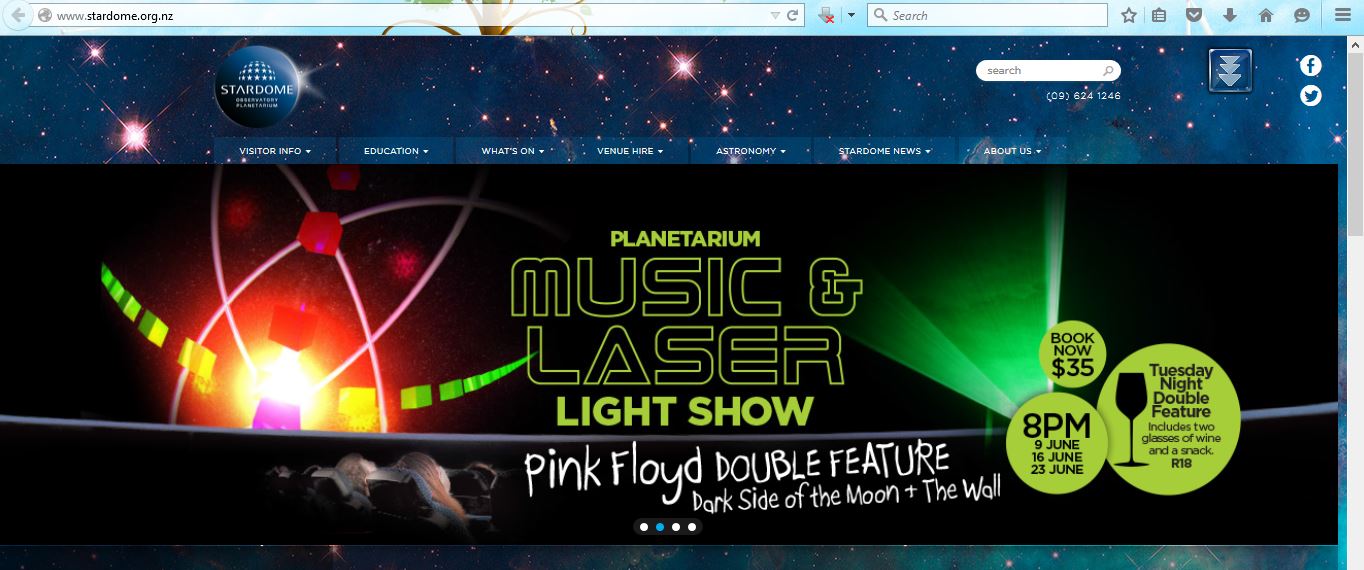 www.stardome.org.nz
Search
STARDOME
OBSERVATORY
PLANETARIUM
search
(09) 624 1246
VISITOR INFO
EDUCATION
WHAT'S ON
VENUE HIRE
ASTRONOMY
STARDOME NEWS
ABOUT US
PLANETARIUM
MUSIC &
LASER
LIGHT SHOW
Pink Floyd DOUBLE FEATURE
Dark Side of the Moon + The Wall
BOOK
NOW
$35
8PM
9 JUNE
16 JUNE
23 JUNE
Tuesday
Night
Double
Feature
Includes two
glasses of wine
and a snack.
R18